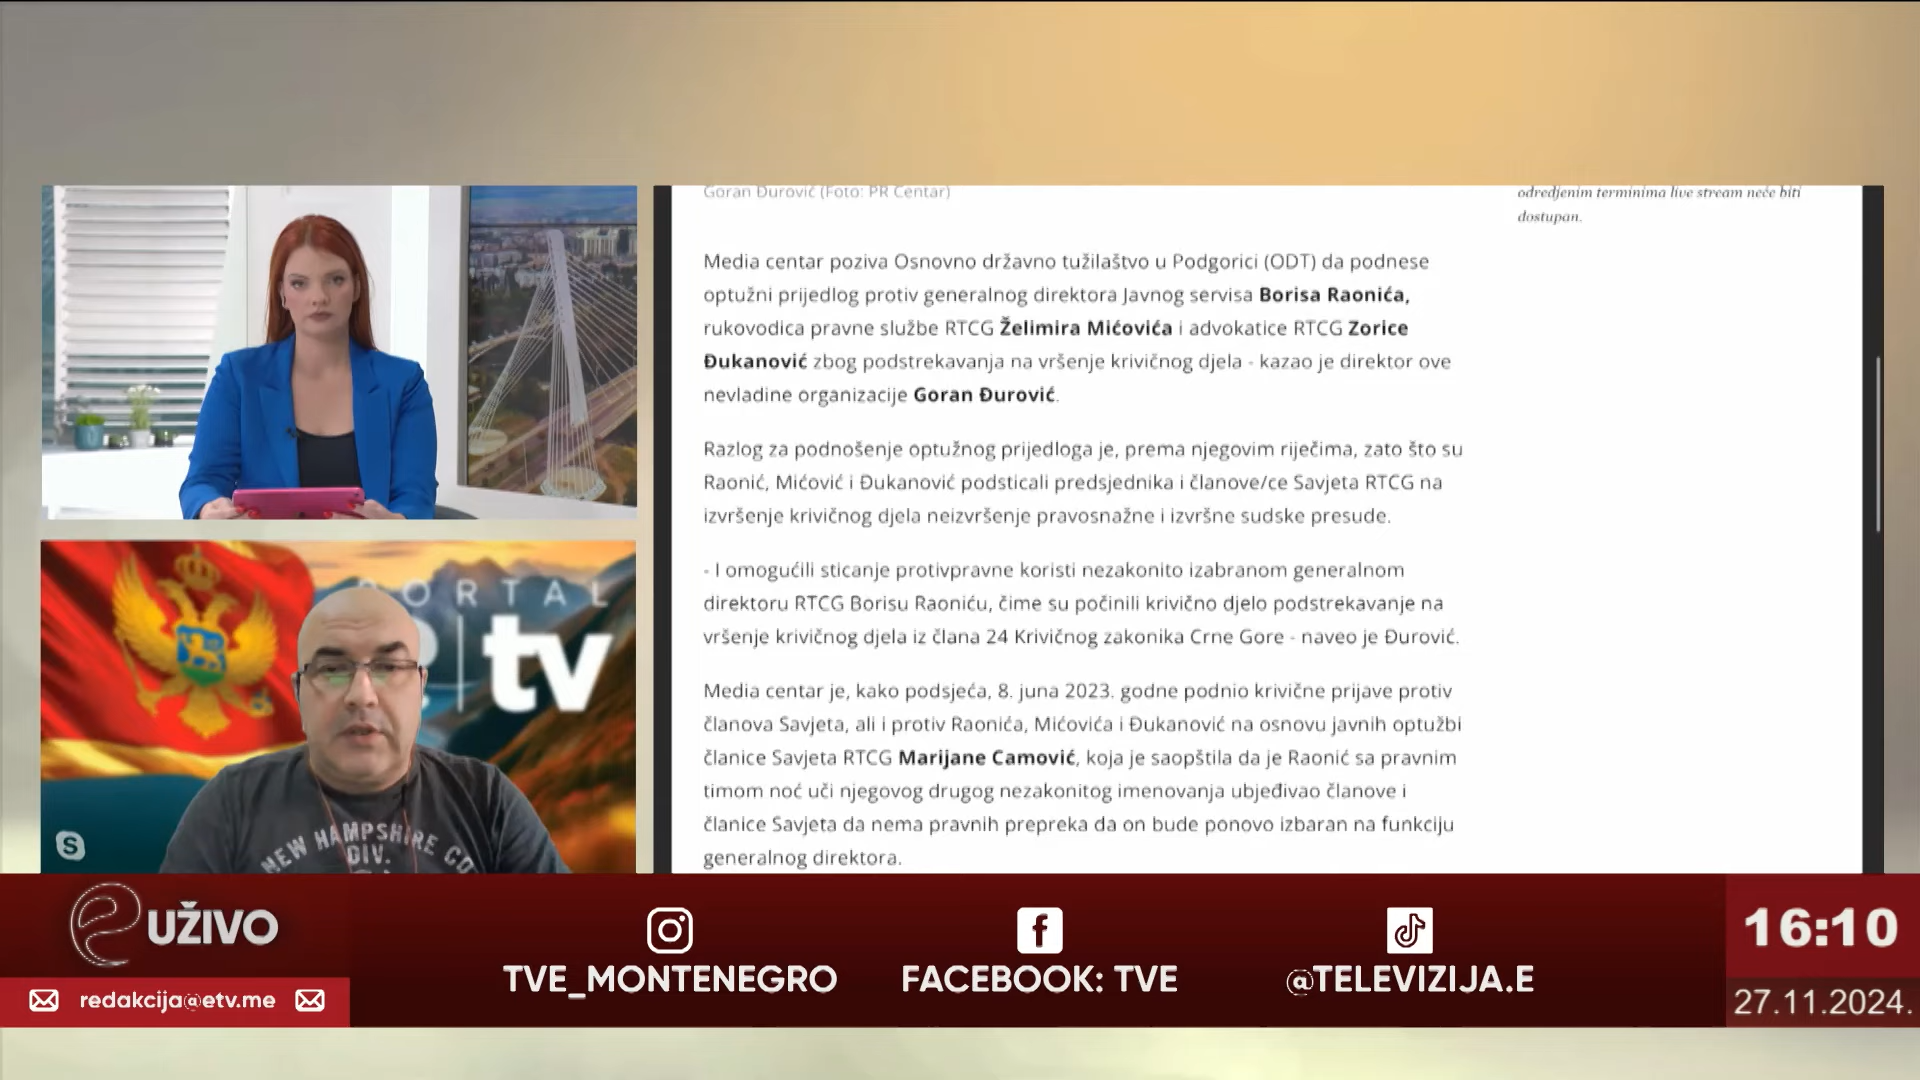 Goran Đurović (Foto: PR Centar)
odredjenim terminima live stream neće biti
dostupan.
Media centar poziva Osnovno državno tužilaštvo u Podgorici (ODT) da podnese
optužni prijedlog protiv generalnog direktora Javnog servisa Borisa Raonića,
rukovodica pravne službe RTCG Želimira Mićovića i advokatice RTCG Zorice
Đukanović zbog podstrekavanja na vršenje krivičnog djela - kazao je direktor ove
nevladine organizacije Goran Đurović.
Razlog za podnošenje optužnog prijedloga je, prema njegovim riječima, zato što su
Raonić, Mićović i Đukanović podsticali predsjednika i članove/ce Savjeta RTCG na
izvršenje krivičnog djela neizvršenje pravosnažne i izvršne sudske presude.
- I omogućili sticanje protivpravne koristi nezakonito izabranom generalnom
direktoru RTCG Borisu Raoniću, čime su počinili krivično djelo podstrekavanje na
vršenje krivičnog djela iz člana 24 Krivičnog zakonika Crne Gore - naveo je Đurović.
Media centar je, kako podsjeća, 8. juna 2023. godne podnio krivične prijave protiv
članova Savjeta, ali i protiv Raonića, Mićovića i Đukanović na osnovu javnih optužbi
članice Savjeta RTCG Marijane Camović, koja je saopštila da je Raonić sa pravnim
timom noć uči njegovog drugog nezakonitog imenovanja ubjeđivao članove i
članice Savjeta da nema pravnih prepreka da on bude ponovo izbaran na funkciju
generalnog direktora.
ORTAL
tv
NEW HAMPSHIRE CO
DIV.
UŽIVO
redakcija@etv.me
TVE_MONTENEGRO
FACEBOOK: TVE
@TELEVIZIJA.E
16:10
27.11.2024.